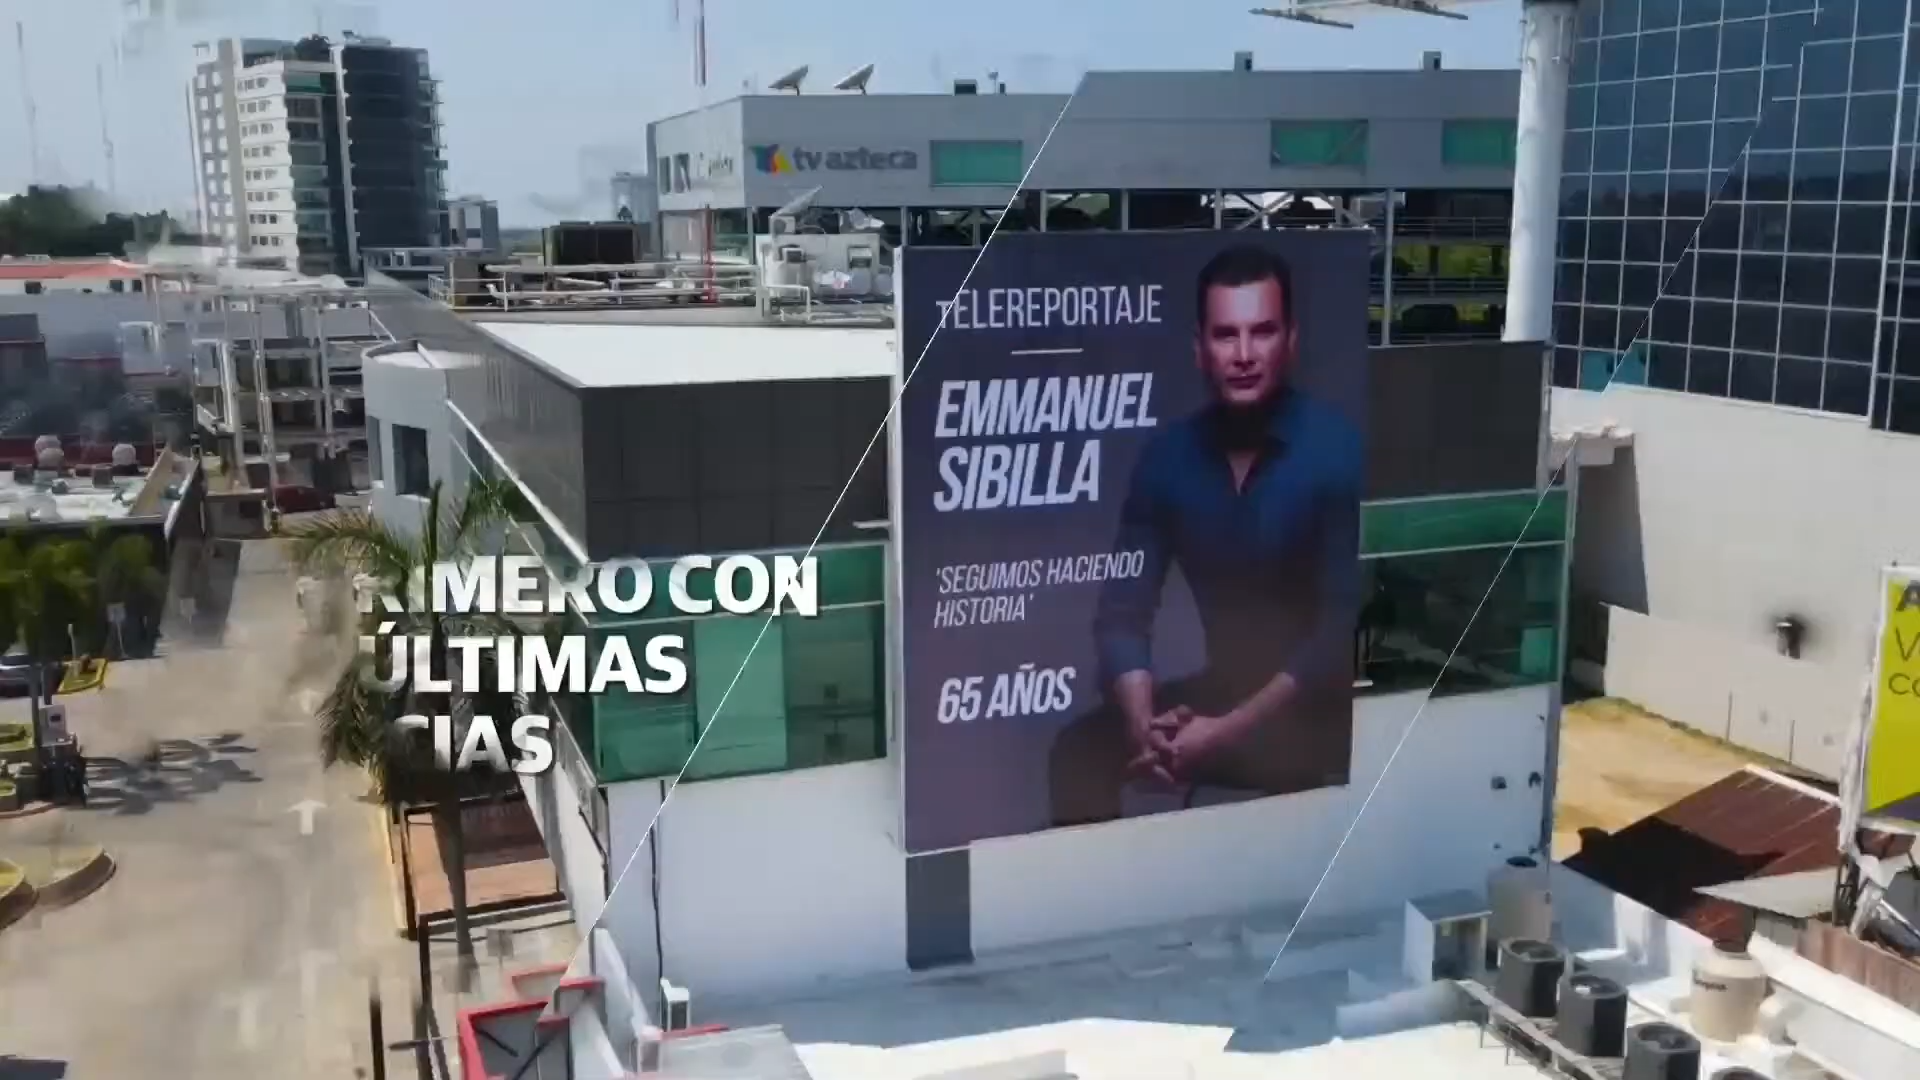 tv azteca
TELEREPORTAJE
EMMANUEL
SIBILLA
'SEGUIMOS HACIENDO
HISTORIA'
65 AÑOS
RIMERO CON
ÚLTIMAS
CIAS